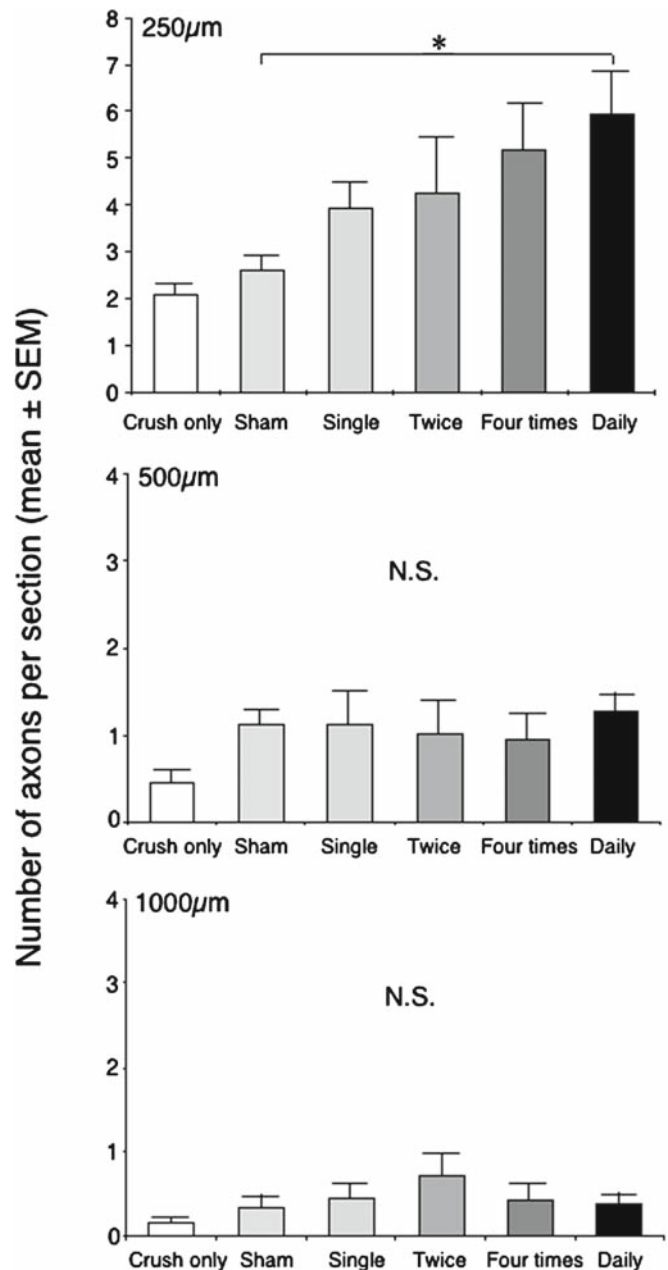 Number of axons per section (mean ± SEM)
250µm
*
8
7
6
5
4
3
2
1
0
Crush only Sham Single Twice Four times Daily
500µm
N.S.
4
3
2
1
0
Crush only Sham Single Twice Four times Daily
1000µm
N.S.
4
3
2
1
0
Crush only Sham Single Twice Four times Daily